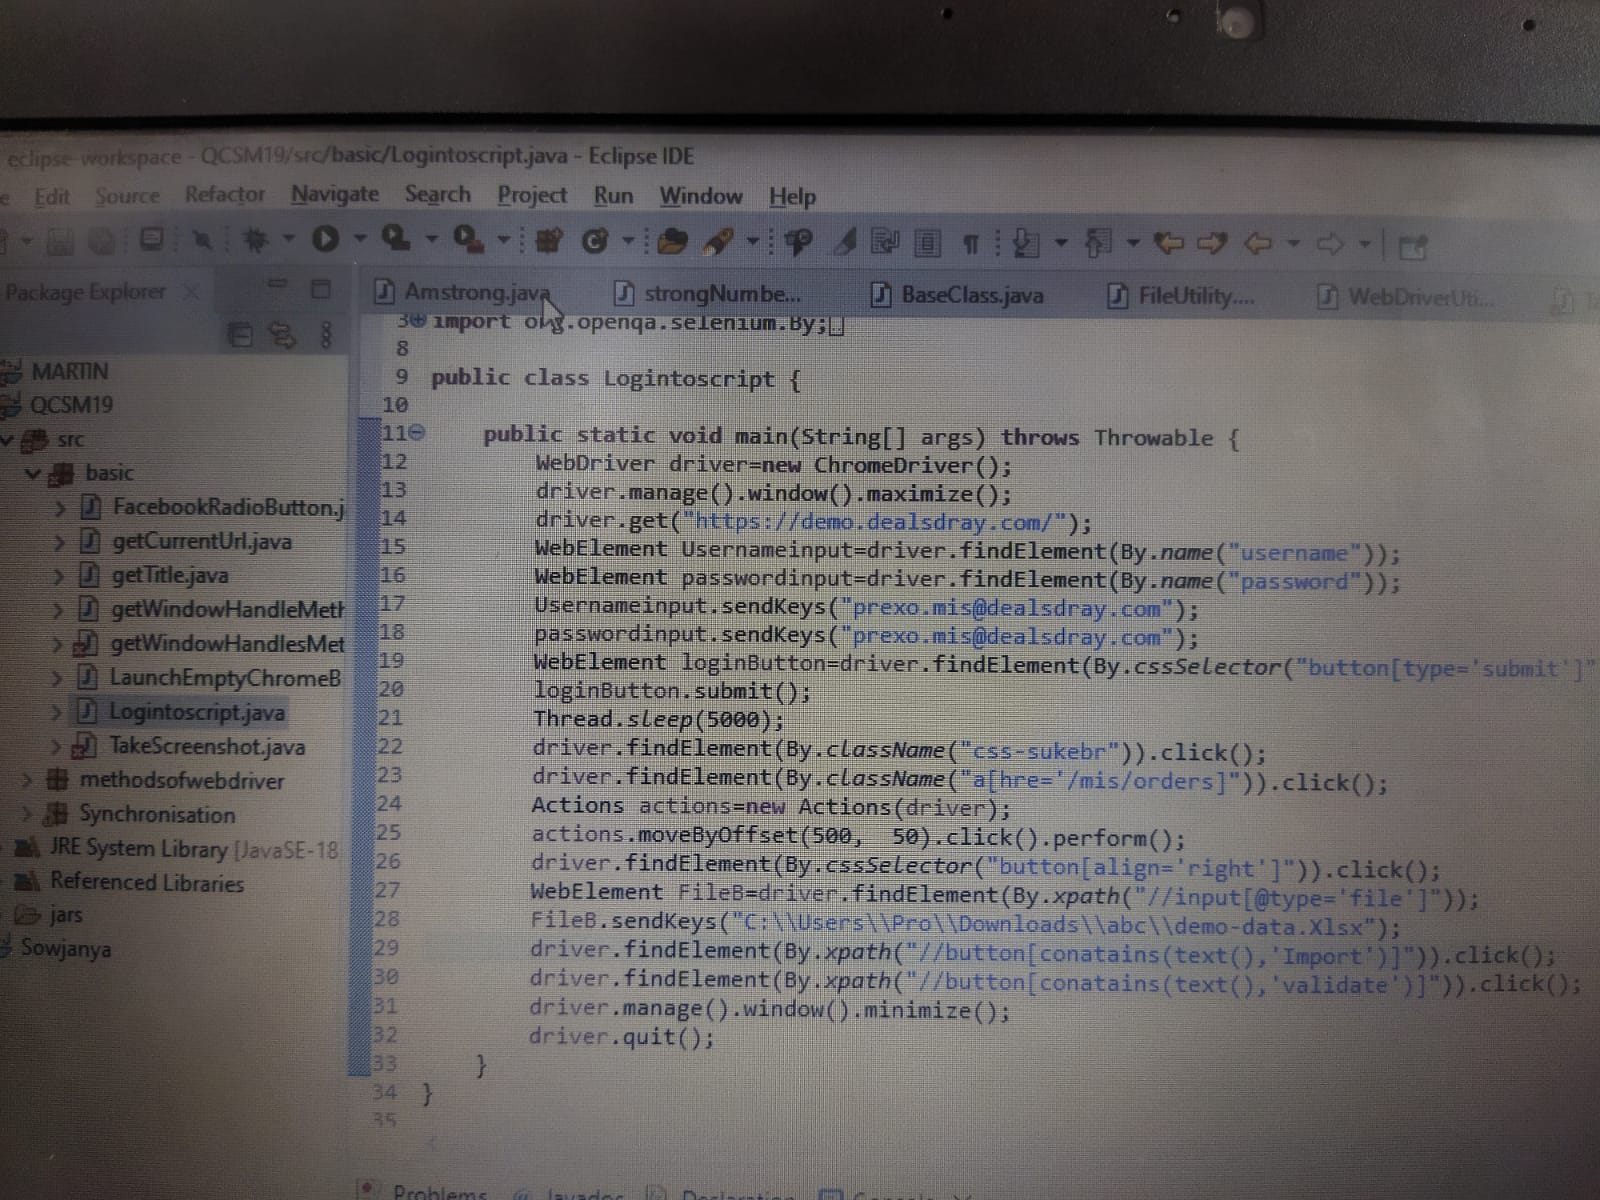 eclipse-workspace - QCSM19/src/basic/Logintoscript.java - Eclipse IDE
Edit Source Refactor Navigate Search Project Run Window Help
Package Explorer
Amstrong.java strongNumbe... BaseClass.java FileUtility.... WebDriverUti...
MARTIN
QCSM19
src
basic
FacebookRadioButton.j
getCurrentUrl.java
getTitle.java
getWindowHandleMeth
getWindowHandlesMet
LaunchEmptyChromeB
Logintoscript.java
TakeScreenshot.java
methodsofwebdriver
Synchronisation
JRE System Library [JavaSE-18
Referenced Libraries
jars
Sowjanya
3 import org.openqa.selenium.By;
8
9 public class Logintoscript {
10
11 public static void main(String[] args) throws Throwable {
12 WebDriver driver=new ChromeDriver();
13 driver.manage().window().maximize();
14 driver.get("https://demo.dealsdray.com/");
15 WebElement Usernameinput=driver.findElement(By.name("username"));
16 WebElement passwordinput=driver.findElement(By.name("password"));
17 Usernameinput.sendKeys("prexo.mis@dealsdray.com");
18 passwordinput.sendKeys("prexo.mis@dealsdray.com");
19 WebElement loginButton=driver.findElement(By.cssSelector("button[type='submit']"
20 loginButton.submit();
21 Thread.sleep(5000);
22 driver.findElement(By.className("css-sukebr")).click();
23 driver.findElement(By.className("a[hre='/mis/orders]")).click();
24 Actions actions=new Actions(driver);
25 actions.moveByOffset(500, 50).click().perform();
26 driver.findElement(By.cssSelector("button[align='right']")).click();
27 WebElement FileB=driver.findElement(By.xpath("//input[@type='file']"));
28 FileB.sendKeys("C:\\Users\\Pro\\Downloads\\abc\\demo-data.Xlsx");
29 driver.findElement(By.xpath("//button[conatains(text(),'Import')]")).click();
30 driver.findElement(By.xpath("//button[conatains(text(),'validate')]")).click();
31 driver.manage().window().minimize();
32 driver.quit();
33 }
34 }
35
Problems Javadoc Declaration Console